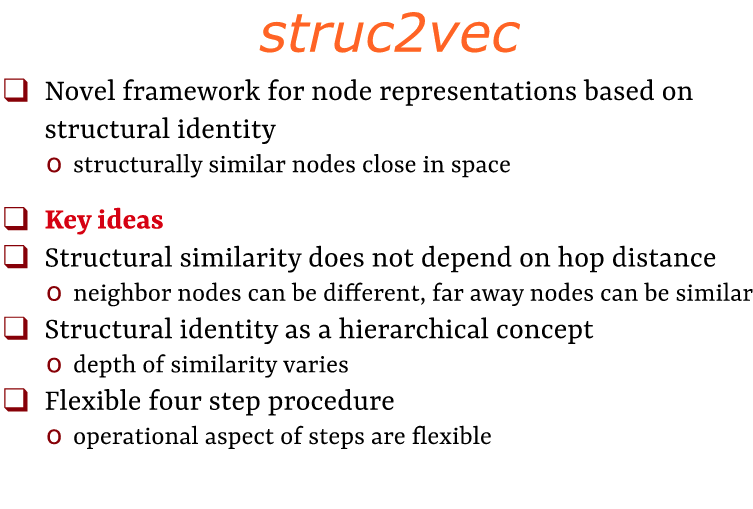 struc2vec
❑ Novel framework for node representations based on
structural identity
o structurally similar nodes close in space
❑ Key ideas
❑ Structural similarity does not depend on hop distance
o neighbor nodes can be different, far away nodes can be similar
❑ Structural identity as a hierarchical concept
o depth of similarity varies
❑ Flexible four step procedure
o operational aspect of steps are flexible